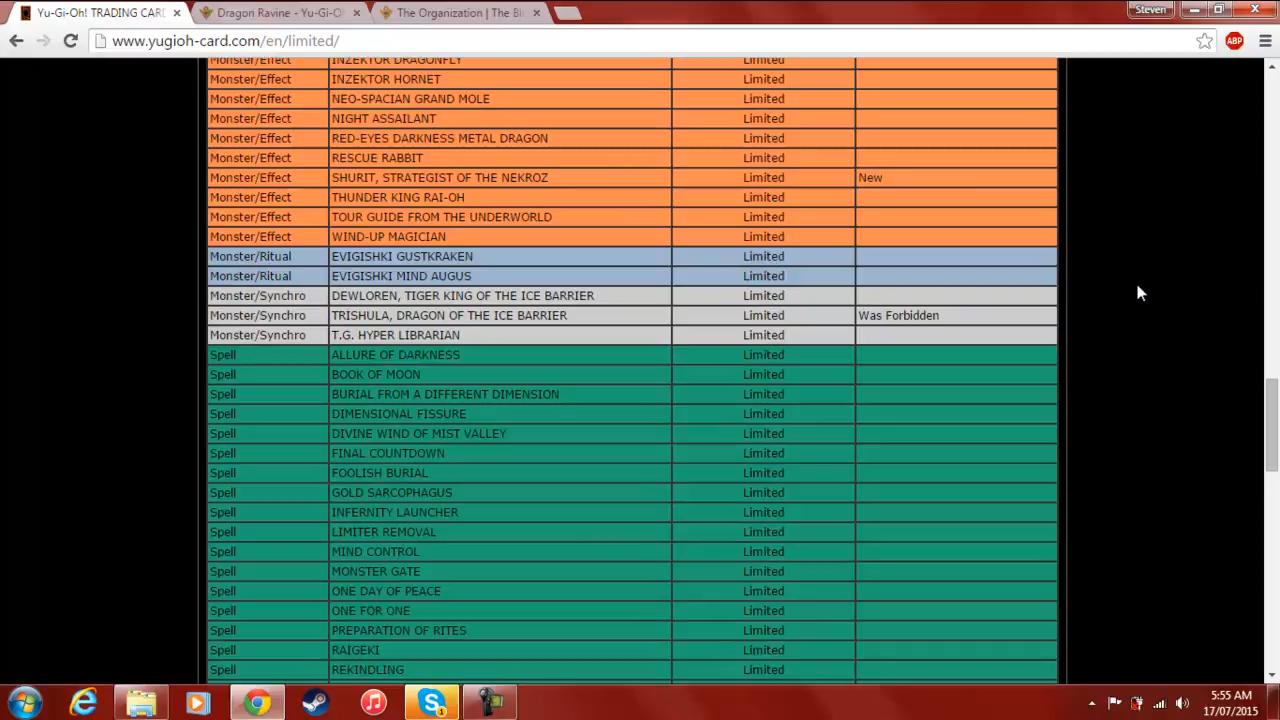 Yu-Gi-Oh! TRADING CAR
Dragon Ravine - Yu-Gi-O
The Organization | The Bi
Steven
www.yugioh-card.com/en/limited/
ABP
Monster/Effect INZEKTOR DRAGONFLY Limited
Monster/Effect INZEKTOR HORNET Limited
Monster/Effect NEO-SPACIAN GRAND MOLE Limited
Monster/Effect NIGHT ASSAILANT Limited
Monster/Effect RED-EYES DARKNESS METAL DRAGON Limited
Monster/Effect RESCUE RABBIT Limited
Monster/Effect SHURIT, STRATEGIST OF THE NEKROZ Limited New
Monster/Effect THUNDER KING RAI-OH Limited
Monster/Effect TOUR GUIDE FROM THE UNDERWORLD Limited
Monster/Effect WIND-UP MAGICIAN Limited
Monster/Ritual EVIGISHKI GUSTKRAKEN Limited
Monster/Ritual EVIGISHKI MIND AUGUS Limited
Monster/Synchro DEWLOREN, TIGER KING OF THE ICE BARRIER Limited
Monster/Synchro TRISHULA, DRAGON OF THE ICE BARRIER Limited Was Forbidden
Monster/Synchro T.G. HYPER LIBRARIAN Limited
Spell ALLURE OF DARKNESS Limited
Spell BOOK OF MOON Limited
Spell BURIAL FROM A DIFFERENT DIMENSION Limited
Spell DIMENSIONAL FISSURE Limited
Spell DIVINE WIND OF MIST VALLEY Limited
Spell FINAL COUNTDOWN Limited
Spell FOOLISH BURIAL Limited
Spell GOLD SARCOPHAGUS Limited
Spell INFERNITY LAUNCHER Limited
Spell LIMITER REMOVAL Limited
Spell MIND CONTROL Limited
Spell MONSTER GATE Limited
Spell ONE DAY OF PEACE Limited
Spell ONE FOR ONE Limited
Spell PREPARATION OF RITES Limited
Spell RAIGEKI Limited
Spell REKINDLING Limited
1
5:55 AM
17/07/2015